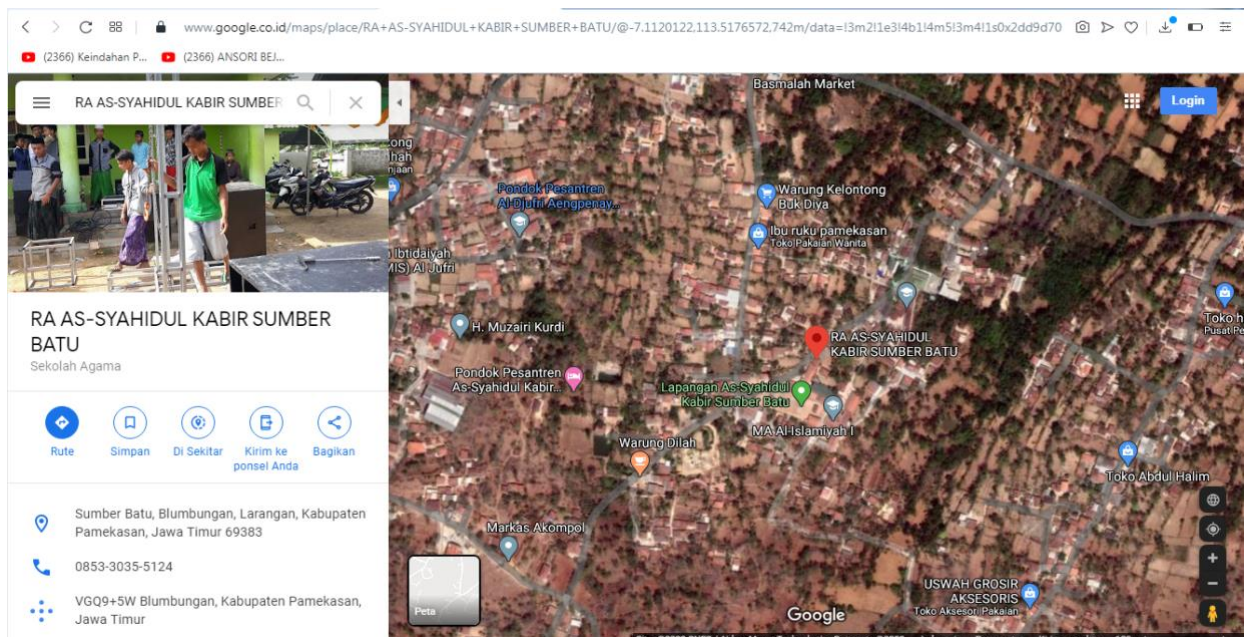 www.google.co.id/maps/place/RA+AS-SYAHIDUL+KABIR+SUMBER+BATU/@-7.1120122,113.5176572,742m/data=!3m2!1e3!4b1!4m5!3m4!1s0x2dd9d70
(2366) Keindahan P...
(2366) ANSORI BEJ...
RA AS-SYAHIDUL KABIR SUMBER
RA AS-SYAHIDUL KABIR SUMBER
BATU
Sekolah Agama
Rute
Simpan
Di Sekitar
Kirim ke
ponsel Anda
Bagikan
Sumber Batu, Blumbungan, Larangan, Kabupaten
Pamekasan, Jawa Timur 69383
0853-3035-5124
VGQ9+5W Blumbungan, Kabupaten Pamekasan,
Jawa Timur
Basmalah Market
Login
Pondok Pesantren
Al-Djufri Aengpenay...
Warung Kelontong
Buk Diya
Ibu ruku pamekasan
Toko Pakaian Wanita
Ibtidaiyah
MIS) Al Jufri
Toko h
Pusat Pe
H. Muzairi Kurdi
RA AS-SYAHIDUL
KABIR SUMBER BATU
Pondok Pesantren
As-Syahidul Kabir...
Lapangan As-Syahidul
Kabir Sumber Batu
MA Al-Islamiyah I
Warung Dilah
Toko Abdul Halim
Markas Akompol
USWAH GROSIR
AKSESORIS
Toko Aksesori Pakaian
Peta
Google